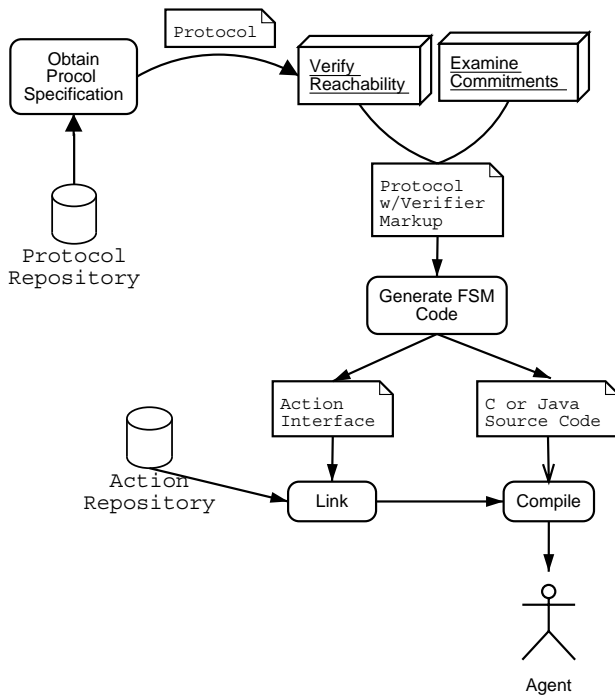 Protocol
Obtain
Procol
Specification
Verify
Reachability
Examine
Commitments
Protocol
w/Verifier
Markup
Protocol
Repository
Generate FSM
Code
Action
Interface
C or Java
Source Code
Action
Repository
Link
Compile
Agent